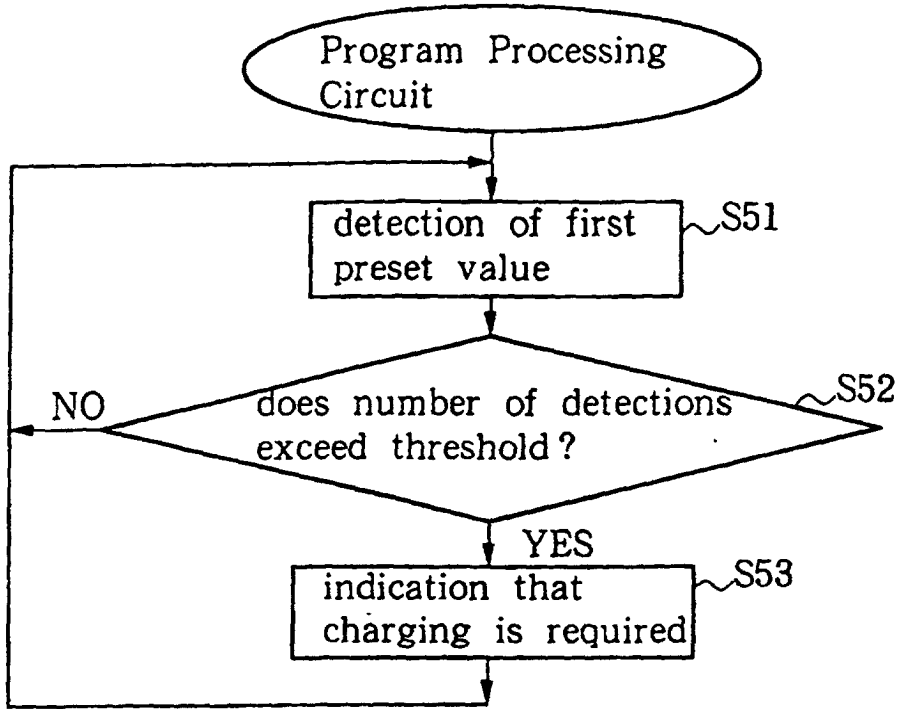 Program Processing
Circuit
detection of first
preset value
S51
does number of detections
exceed threshold?
S52
NO
YES
indication that
charging is required
S53